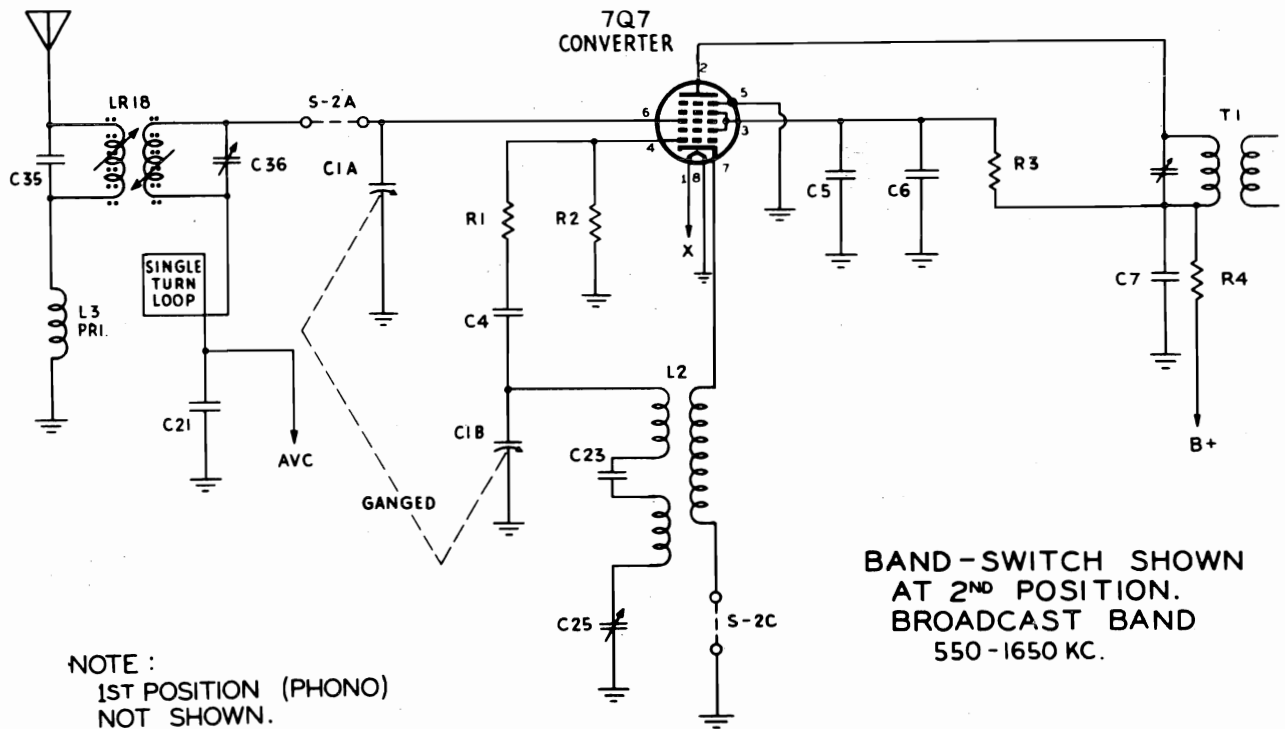 7Q7
CONVERTER
LR18
S-2A
C35
C36
C1A
6
4
2
5
3
1
8
7
X
R1
R2
C5
C6
R3
T1
SINGLE
TURN
LOOP
L3
PRI.
C4
C7
R4
L2
C21
AVC
C1B
C23
GANGED
B+
C25
S-2C
BAND-SWITCH SHOWN
AT 2ND POSITION.
BROADCAST BAND
550-1650 KC.
NOTE:
1ST POSITION (PHONO)
NOT SHOWN.